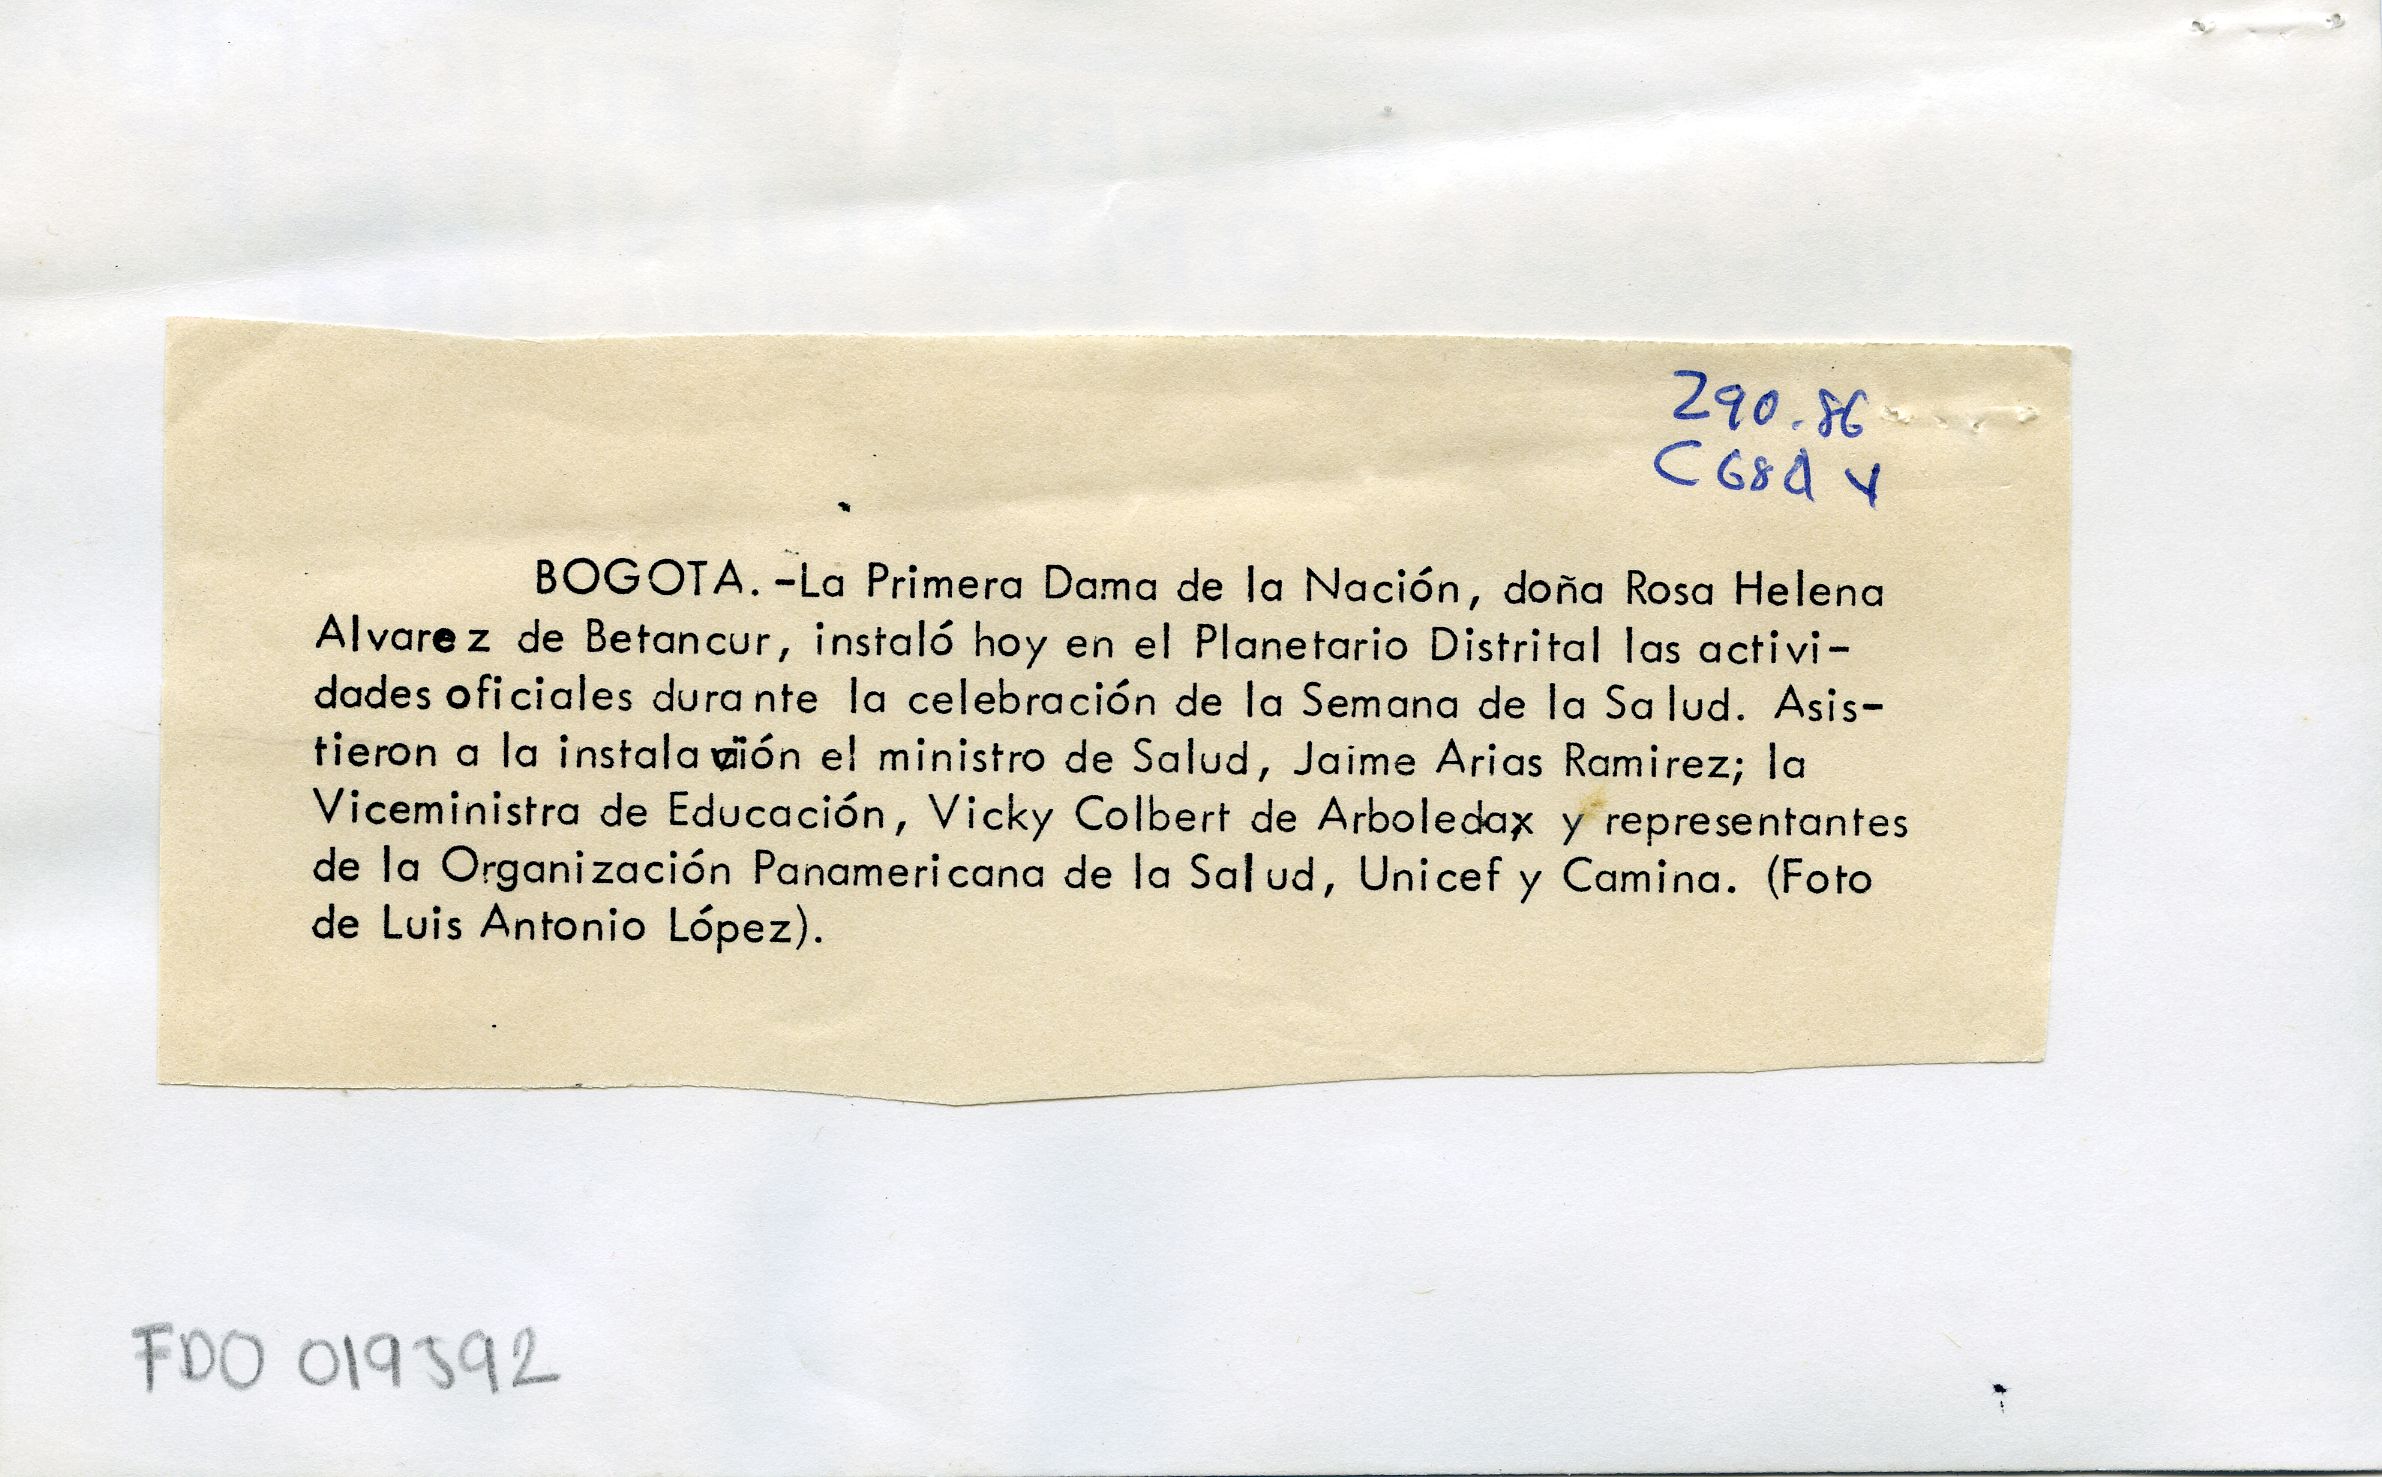 290.86
C68d v
BOGOTA. -La Primera Dama de la Nación, doña Rosa Helena
Alvarez de Betancur, instaló hoy en el Planetario Distrital las activi-
dades oficiales durante la celebración de la Semana de la Salud. Asis-
tieron a la instalación el ministro de Salud, Jaime Arias Ramirez; la
Viceministra de Educación, Vicky Colbert de Arboledax y representantes
de la Organización Panamericana de la Salud, Unicef y Camina. (Foto
de Luis Antonio López).
FDO 019392